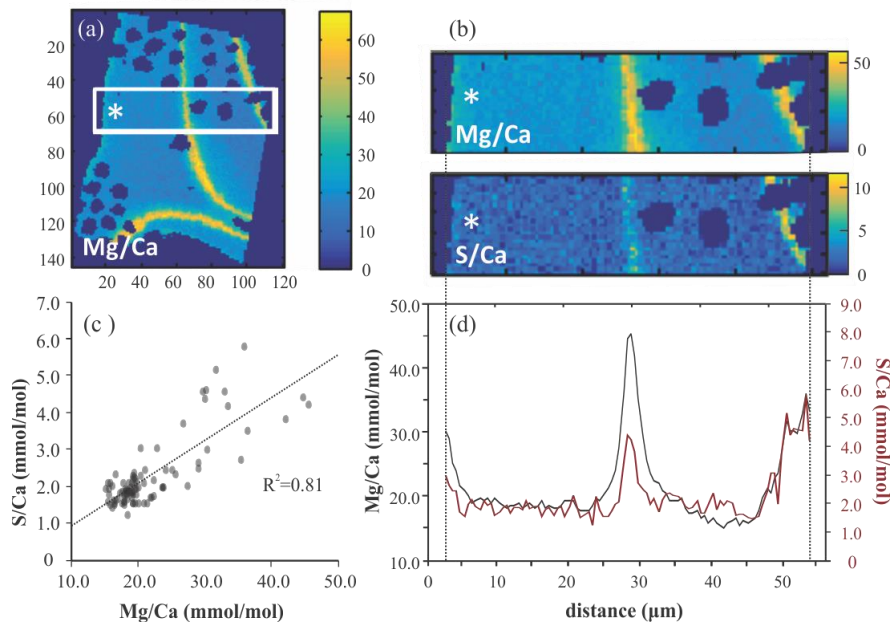 (a)
20
40
60
80
100
120
140
*
Mg/Ca
20 40 60 80 100 120
60
50
40
30
20
10
0
(b)
*
Mg/Ca
50
0
*
S/Ca
10
5
0
(c)
7.0
6.0
5.0
4.0
3.0
2.0
1.0
0
S/Ca (mmol/mol)
R²=0.81
10.0 20.0 30.0 40.0 50.0
Mg/Ca (mmol/mol)
(d)
50.0
40.0
30.0
20.0
10.0
Mg/Ca (mmol/mol)
9.0
8.0
7.0
6.0
5.0
4.0
3.0
2.0
1.0
0
S/Ca (mmol/mol)
0 10 20 30 40 50
distance (μm)